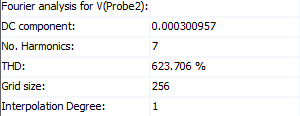 Fourier analysis for V(Probe2):
DC component: 0.000300957
No. Harmonics: 7
THD: 623.706 %
Grid size: 256
Interpolation Degree: 1